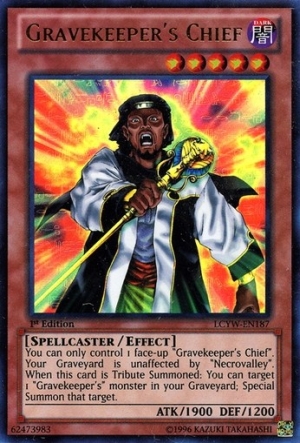 GRAVEKEEPER'S CHIEF
DARK
闇
1st Edition
LCYW-EN187
[SPELLCASTER / EFFECT]
You can only control 1 face-up "Gravekeeper's Chief".
Your Graveyard is unaffected by "Necrovalley".
When this card is Tribute Summoned: You can target
1 "Gravekeeper's" monster in your Graveyard; Special
Summon that target.
ATK/1900 DEF/1200
62473983
©1996 KAZUKI TAKAHASHI